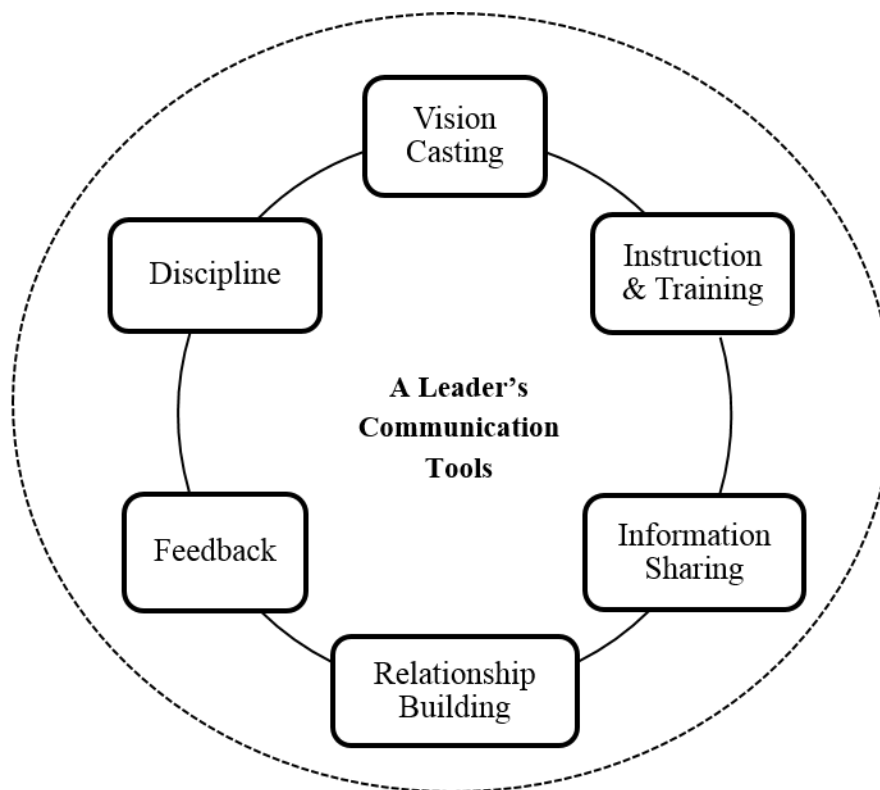 Vision
Casting
Instruction
& Training
Discipline
A Leader’s
Communication
Tools
Information
Sharing
Feedback
Relationship
Building